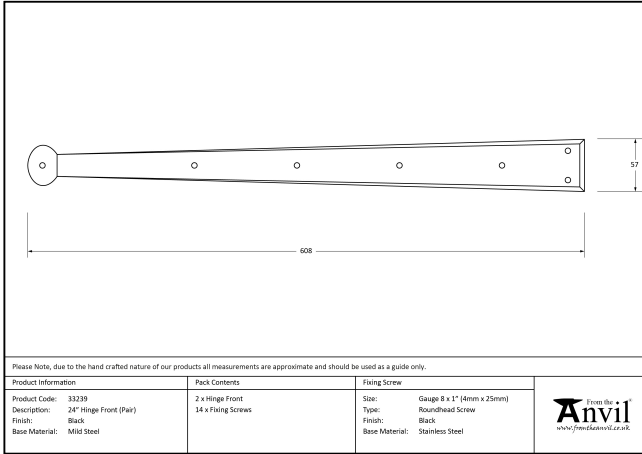 57
608
Please Note, due to the hand crafted nature of our products all measurements are approximate and should be used as a guide only.
Product Information
Product Code: 33239
Description: 24" Hinge Front (Pair)
Finish: Black
Base Material: Mild Steel
Pack Contents
2 x Hinge Front
14 x Fixing Screws
Fixing Screw
Size: Gauge 8 x 1" (4mm x 25mm)
Type: Roundhead Screw
Finish: Black
Base Material: Stainless Steel
From the
Anvil®
www.fromtheanvil.co.uk